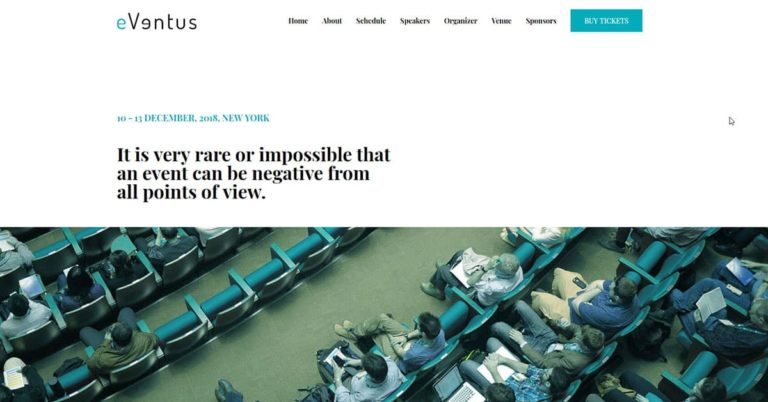 eVentus
Home About Schedule Speakers Organizer Venue Sponsors BUY TICKETS
10 - 13 DECEMBER, 2018, NEW YORK
It is very rare or impossible that
an event can be negative from
all points of view.